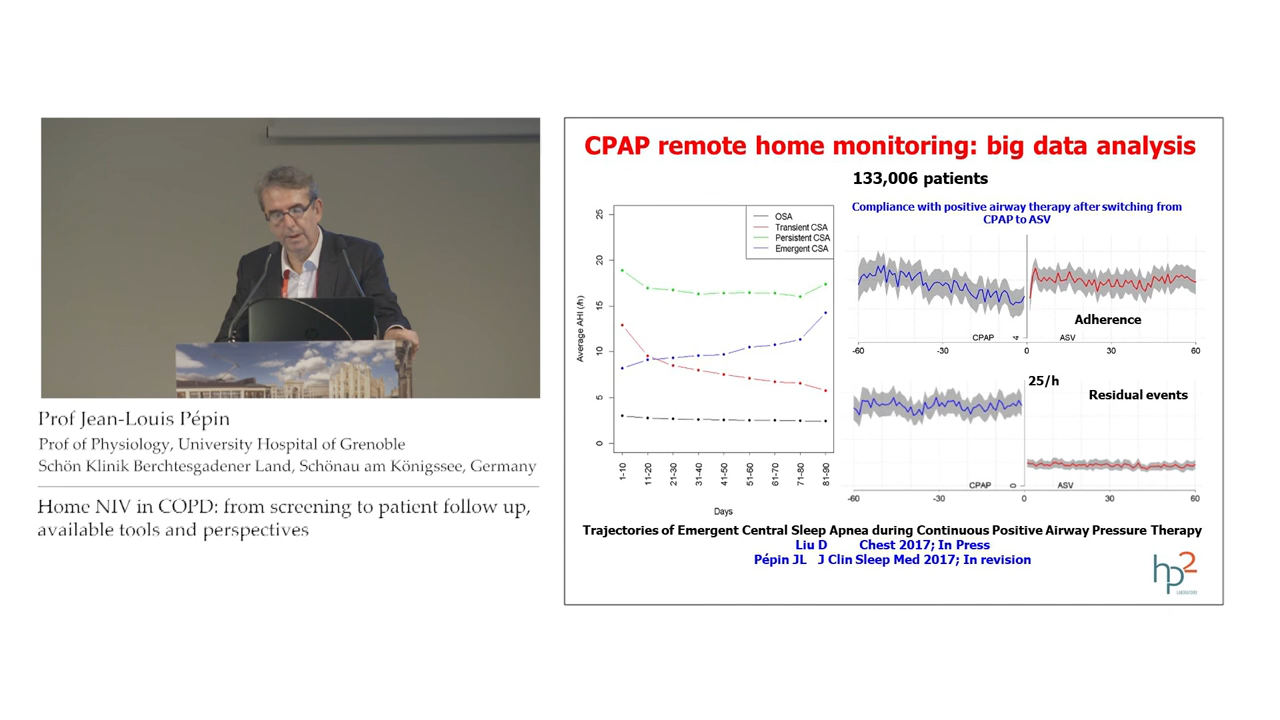 Prof Jean-Louis Pépin
Prof of Physiology, University Hospital of Grenoble
Schön Klinik Berchtesgadener Land, Schönau am Königssee, Germany
Home NIV in COPD: from screening to patient follow up,
available tools and perspectives
CPAP remote home monitoring: big data analysis
133,006 patients
Average AHI (/h)
25
20
15
10
5
0
OSA
Transient CSA
Persistent CSA
Emergent CSA
1-10
11-20
21-30
31-40
41-50
51-60
61-70
71-80
81-90
Days
Compliance with positive airway therapy after switching from
CPAP to ASV
Adherence
CPAP
4
ASV
-60
-30
0
30
60
25/h
Residual events
CPAP
0
ASV
-60
-30
0
30
60
Trajectories of Emergent Central Sleep Apnea during Continuous Positive Airway Pressure Therapy
Liu D Chest 2017; In Press
Pépin JL J Clin Sleep Med 2017; In revision
hp2